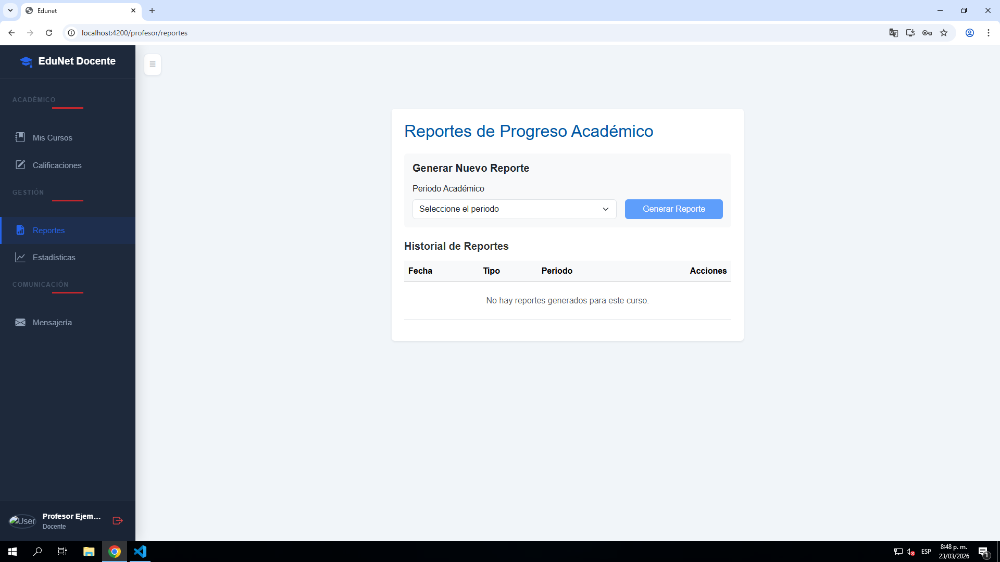 Edunet
localhost:4200/profesor/reportes
EduNet Docente
ACADÉMICO
Mis Cursos
Calificaciones
GESTIÓN
Reportes
Estadísticas
COMUNICACIÓN
Mensajería
User
Profesor Ejem...
Docente
Reportes de Progreso Académico
Generar Nuevo Reporte
Periodo Académico
Seleccione el periodo
Generar Reporte
Historial de Reportes
Fecha Tipo Periodo Acciones
No hay reportes generados para este curso.
ESP
8:48 p. m.
23/03/2026
1